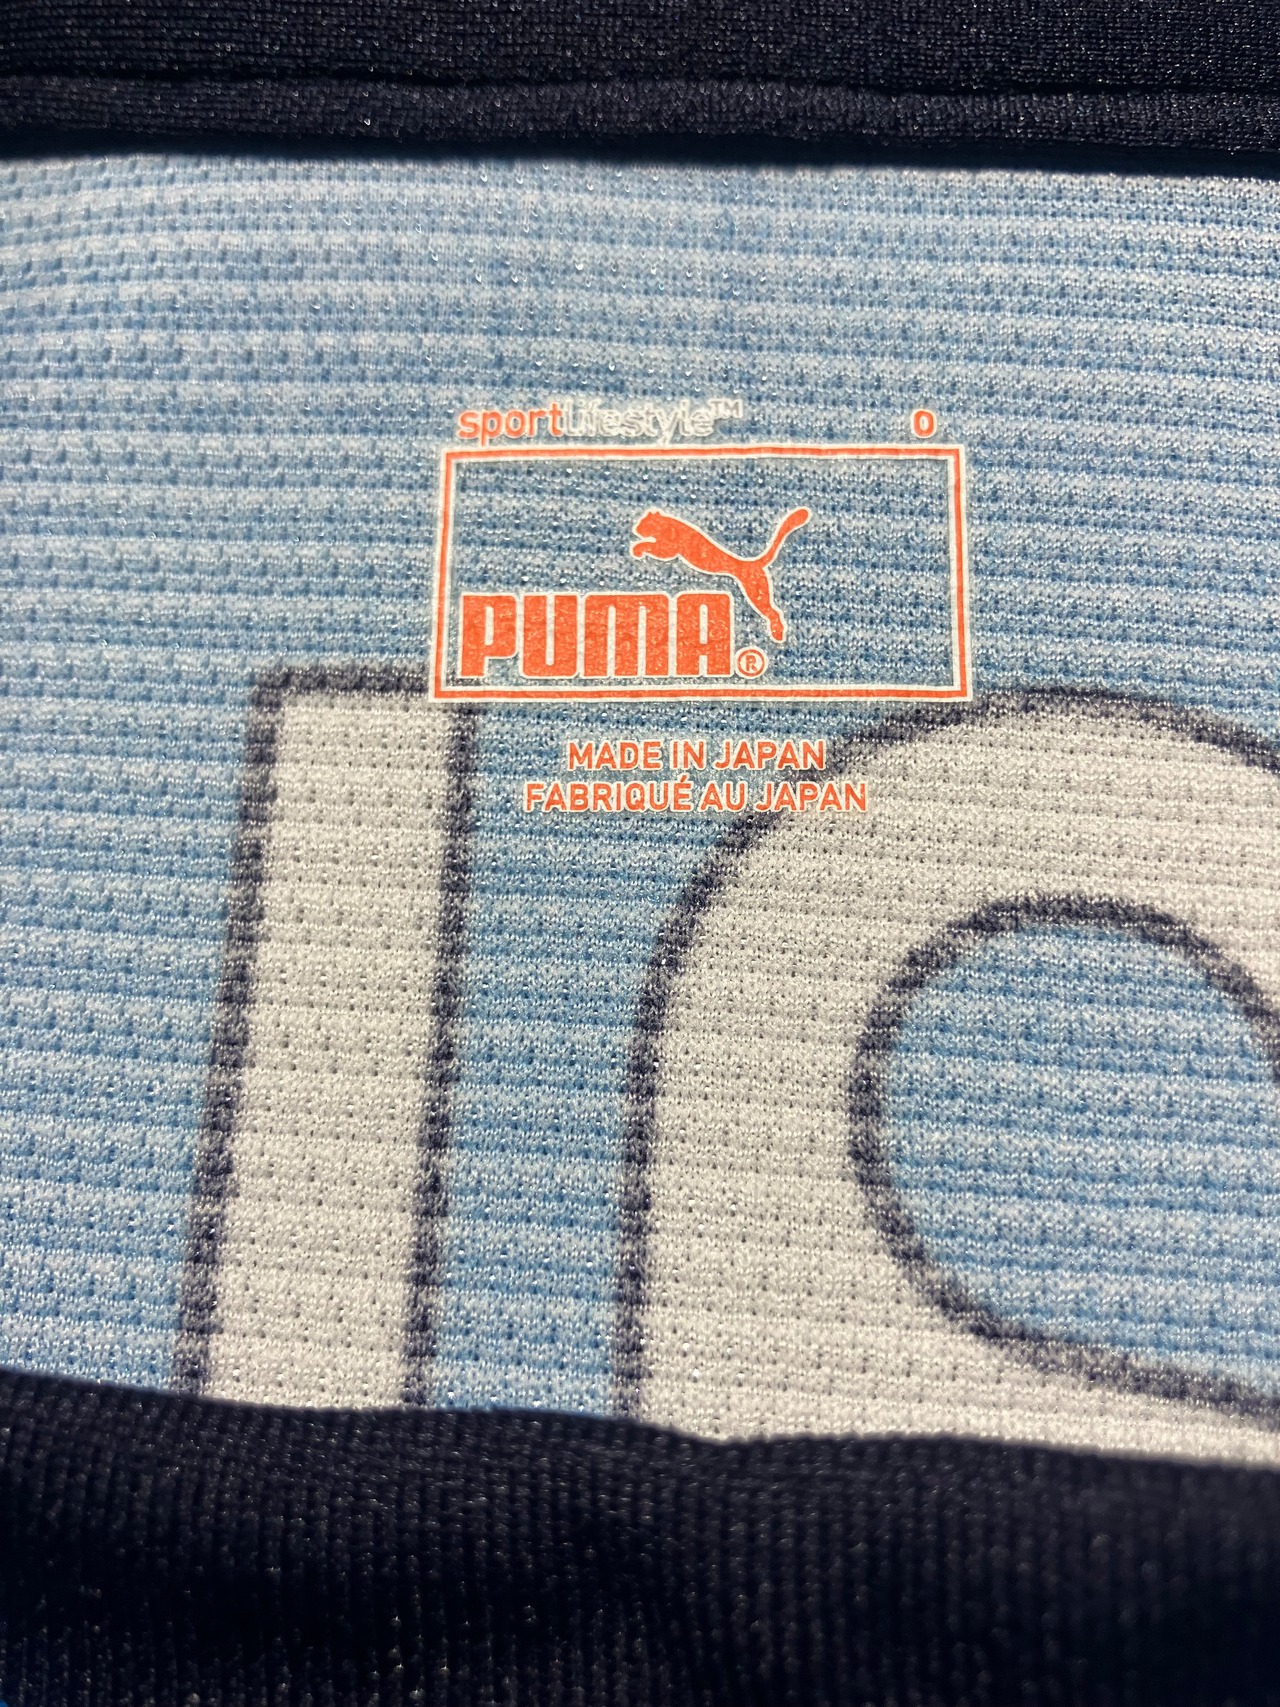 sportlifestyle™ O
PUMA®
MADE IN JAPAN
FABRIQUÉ AU JAPAN